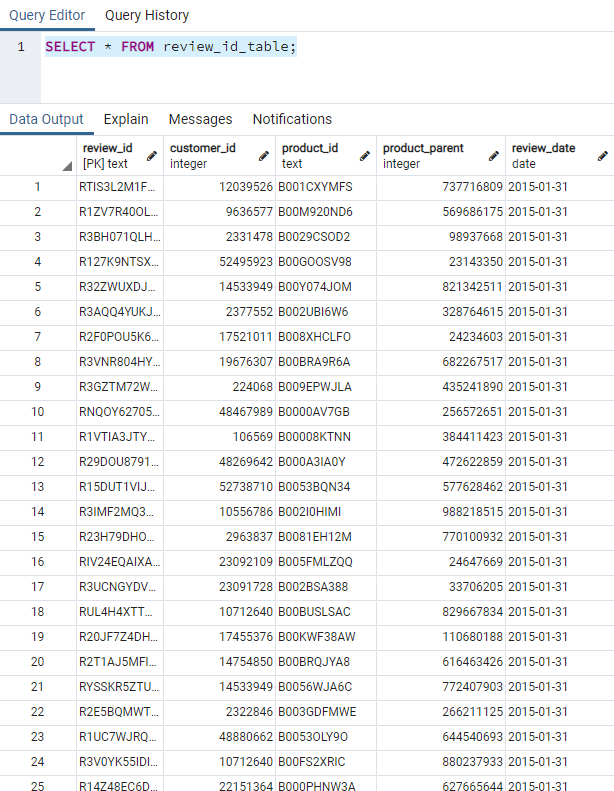 Query Editor Query History
1 SELECT * FROM review_id_table;
Data Output Explain Messages Notifications
review_id customer_id product_id product_parent review_date
[PK] text integer text integer date
1 RTIS3L2M1F... 12039526 B001CXYMFS 737716809 2015-01-31
2 R1ZV7R40OL... 9636577 B00M920ND6 569686175 2015-01-31
3 R3BH071QLH... 2331478 B0029CSOD2 98937668 2015-01-31
4 R127K9NTSX... 52495923 B00GOOSV98 23143350 2015-01-31
5 R32ZWUXDJ... 14533949 B00Y074JOM 821342511 2015-01-31
6 R3AQQ4YUKJ... 2377552 B002UBI6W6 328764615 2015-01-31
7 R2F0POU5K6... 17521011 B008XHCLFO 24234603 2015-01-31
8 R3VNR804HY... 19676307 B00BRA9R6A 682267517 2015-01-31
9 R3GZTM72W... 224068 B009EPWJLA 435241890 2015-01-31
10 RNQOY62705... 48467989 B0000AV7GB 256572651 2015-01-31
11 R1VTIA3JTY... 106569 B00008KTNN 384411423 2015-01-31
12 R29DOU8791... 48269642 B000A3IA0Y 472622859 2015-01-31
13 R15DUT1VIJ... 52738710 B0053BQN34 577628462 2015-01-31
14 R3IMF2MQ3... 10556786 B002I0HIMI 988218515 2015-01-31
15 R23H79DHO... 2963837 B0081EH12M 770100932 2015-01-31
16 RIV24EQAIXA... 23092109 B005FMLZQQ 24647669 2015-01-31
17 R3UCNGYDV... 23091728 B002BSA388 33706205 2015-01-31
18 RUL4H4XTT... 10712640 B00BUSLSAC 829667834 2015-01-31
19 R20JF7Z4DH... 17455376 B00KWF38AW 110680188 2015-01-31
20 R2T1AJ5MFI... 14754850 B00BRQJYA8 616463426 2015-01-31
21 RYSSKR5ZTU... 14533949 B0056WJA6C 772407903 2015-01-31
22 R2E5BQMWT... 2322846 B003GDFMWE 266211125 2015-01-31
23 R1UC7WJRQ... 48880662 B0053OLY9O 644540693 2015-01-31
24 R3V0YK55IDI... 10712640 B00FS2XRIC 880237933 2015-01-31
25 R14Z48EC6D... 22151364 B000PHNW3A 627665644 2015-01-31